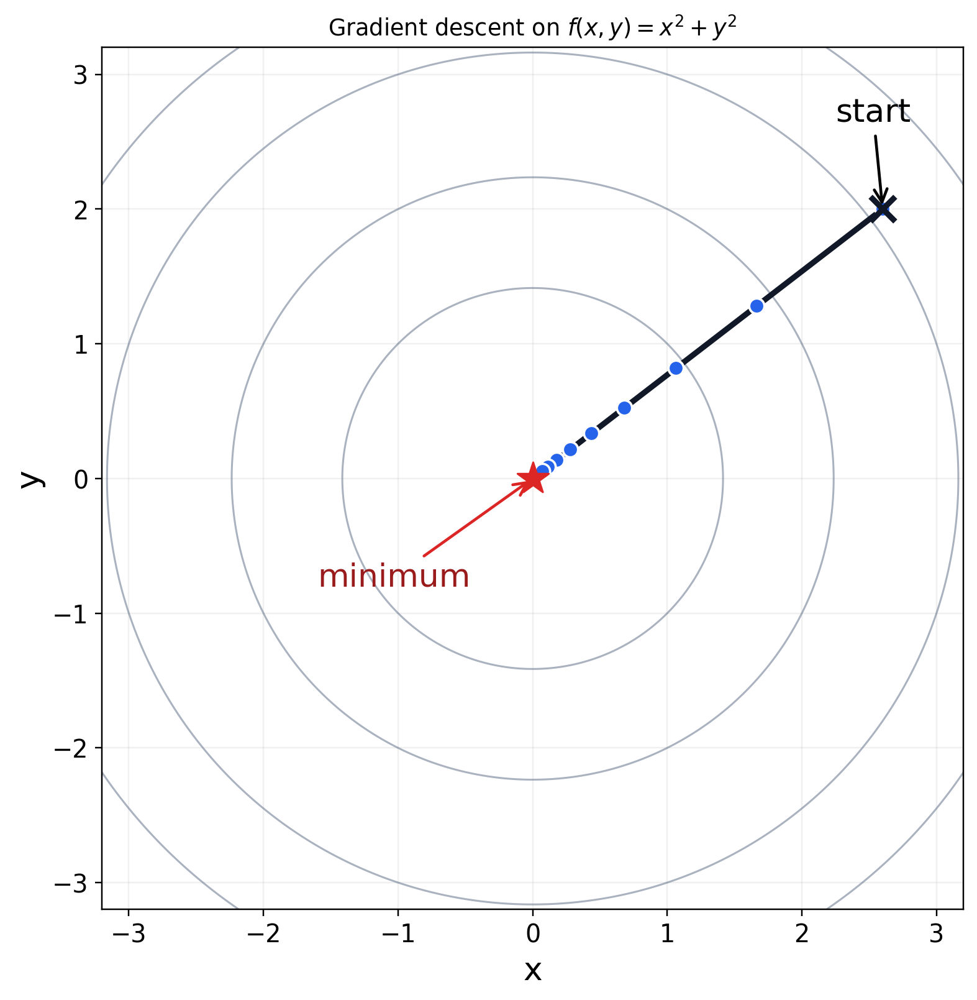 Gradient descent on f(x, y) = x² + y²
3
start
2
1
y
0
minimum
−1
−2
−3
−3 −2 −1 0 1 2 3
x